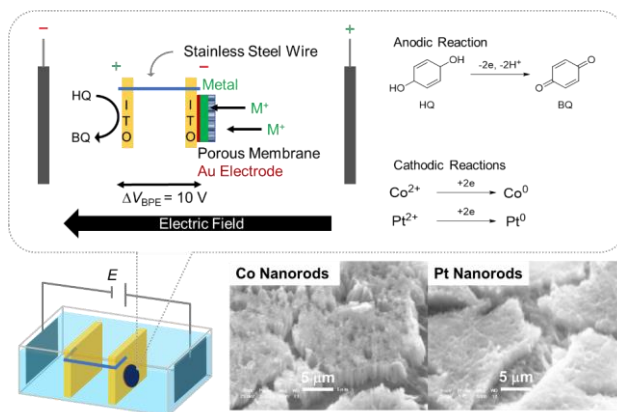 −
+
Stainless Steel Wire
Anodic Reaction
+
−
Metal
HQ
BQ
ITO
ITO
M⁺
M⁺
Porous Membrane
Au Electrode
ΔV_BPE = 10 V
Electric Field
OH
HO
HQ
-2e, -2H⁺
O
O
BQ
Cathodic Reactions
Co²⁺ +2e Co⁰
Pt²⁺ +2e Pt⁰
E
Co Nanorods
5 μm
Pt Nanorods
5 μm